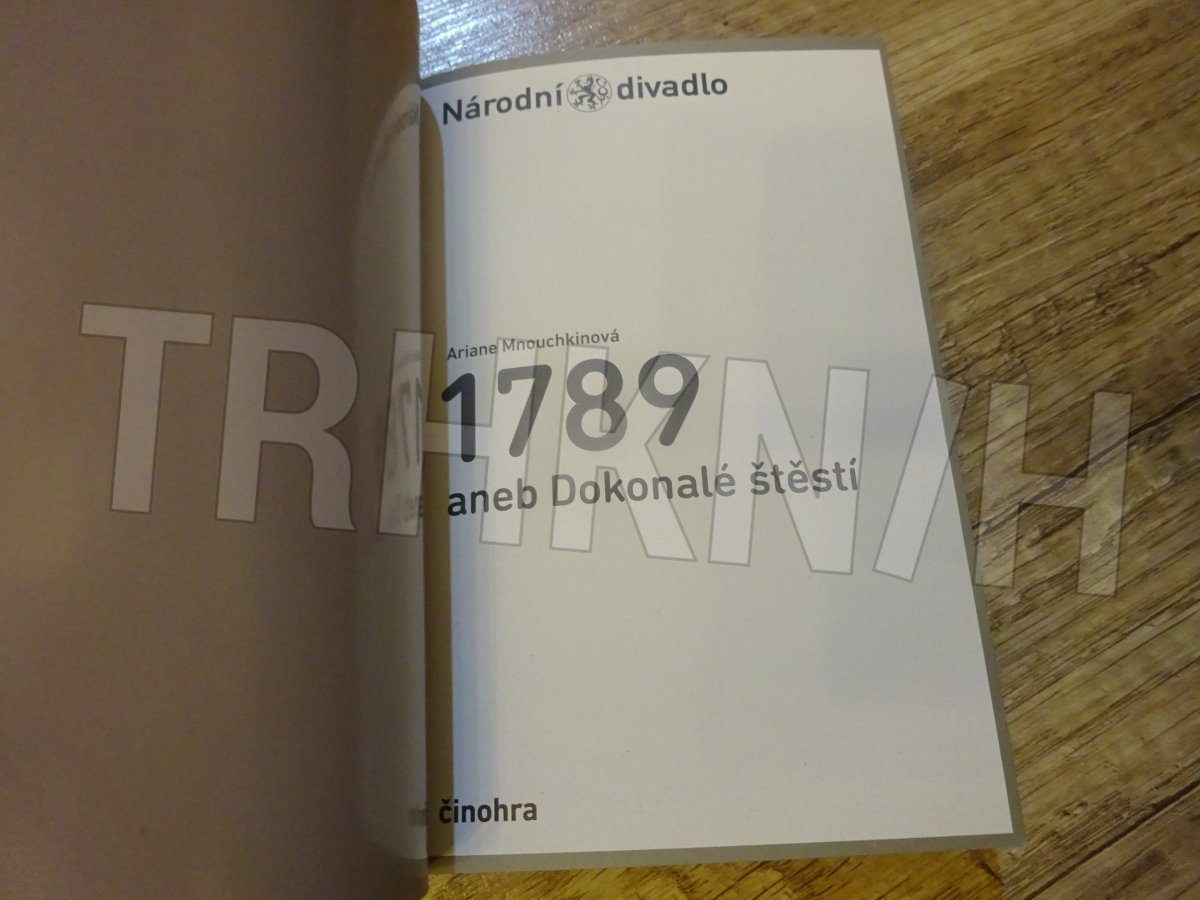 Národní divadlo
Ariane Mnouchkinová
1789
aneb Dokonalé štěstí
TRHKNIH
činohra